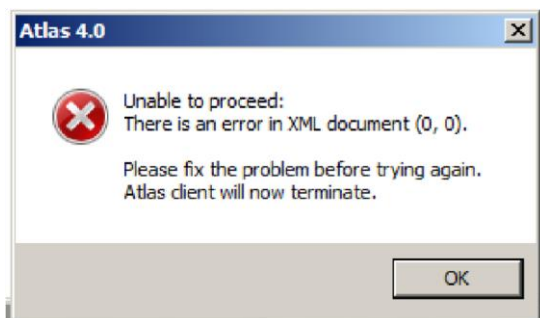 Atlas 4.0
Unable to proceed:
There is an error in XML document (0, 0).
Please fix the problem before trying again.
Atlas client will now terminate.
OK